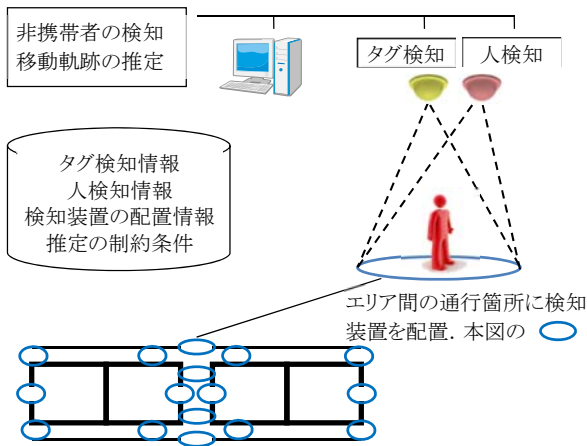 非携帯者の検知
移動軌跡の推定
タグ検知
人検知
タグ検知情報
人検知情報
検知装置の配置情報
推定の制約条件
エリア間の通行箇所に検知
装置を配置．本図の